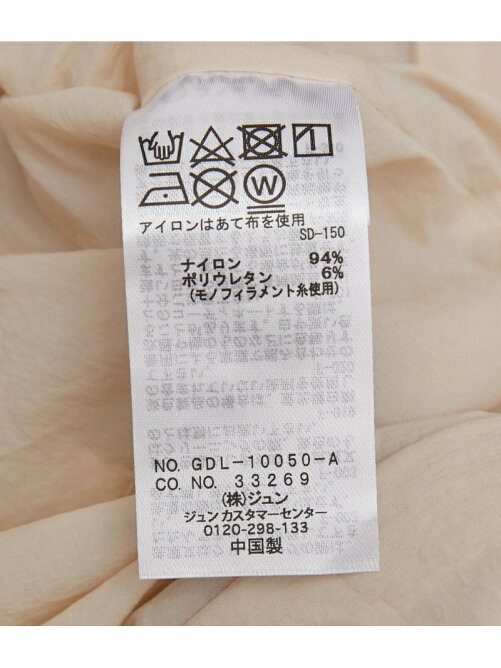 W
アイロンはあて布を使用
SD-150
ナイロン 94%
ポリウレタン 6%
(モノフィラメント糸使用)
NO. GDL-10050-A
CO. NO. 33269
(株)ジュン
ジュンカスタマーセンター
0120-298-133
中国製